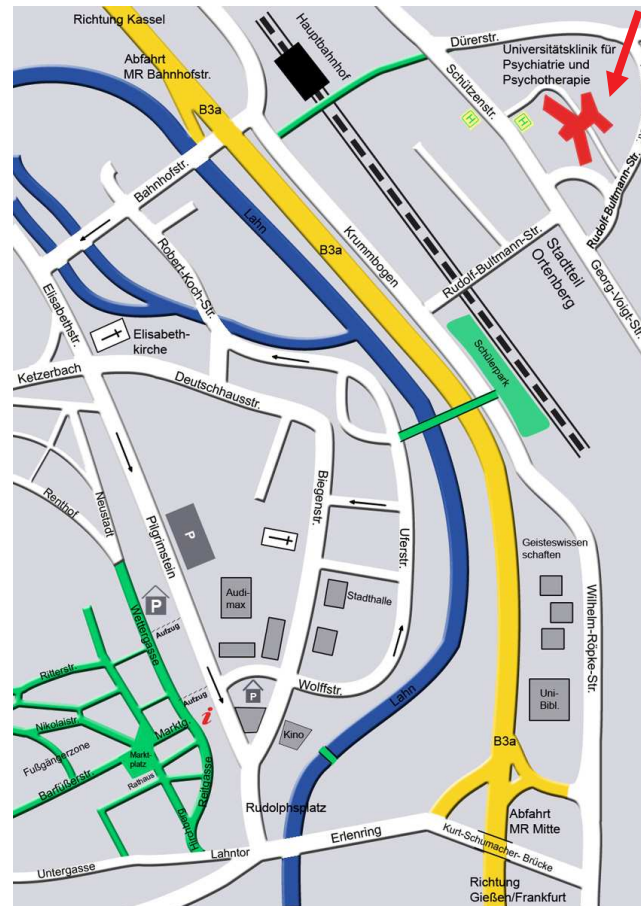 Richtung Kassel
Abfahrt
MR Bahnhofstr.
Hauptbahnhof
Dürerstr.
Universitätsklinik für
Psychiatrie und
Psychotherapie
Schützenstr.
B3a
H
H
Bahnhofstr.
Lahn
B3a
Krummbogen
Rudolf-Bultmann-Str.
Rudolf-Bultmann-Str.
Stadtteil
Ortenberg
Georg-Voigt-Str.
Robert-Koch-Str.
Elisabethstr.
Elisabeth-
kirche
Ketzerbach
Deutschhausstr.
Schülerpark
Renthof
Neustadt
Pilgrimstein
P
Biegenstr.
Uferstr.
Geisteswissen
schaften
Audi-
max
Stadthalle
P
Wettergasse
Aufzug
Wilhelm-Röpke-Str.
Ritterstr.
Aufzug
Wolffstr.
Lahn
Uni-
Bibl.
Nikolaistr.
Marktg.
i
P
Kino
Fußgängerzone
Markt-
platz
B3a
Barfüßerstr.
Rathaus
Reitgasse
Rudolphsplatz
Hirschberg
Abfahrt
MR Mitte
Erlenring
Kurt-Schumacher- Brücke
Untergasse
Lahntor
Richtung
Gießen/Frankfurt